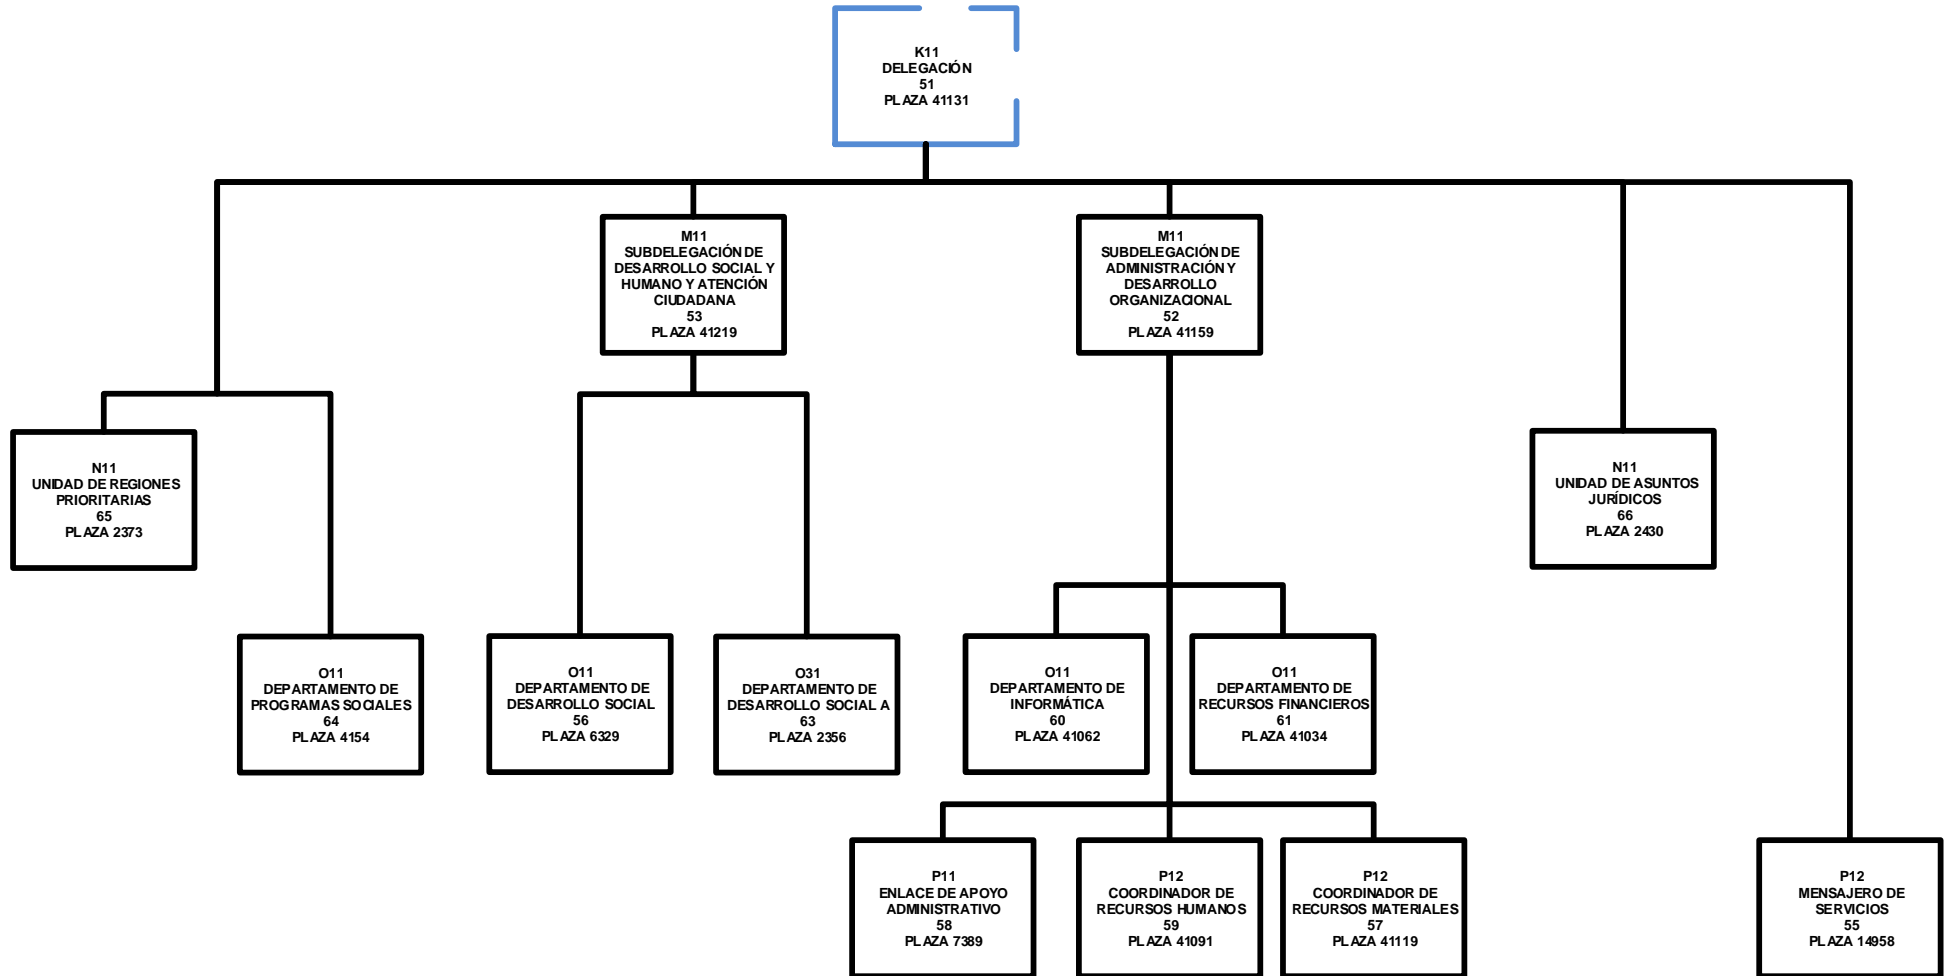 K11
DELEGACIÓN
51
PLAZA 41131
M11
SUBDELEGACIÓN DE
DESARROLLO SOCIAL Y
HUMANO Y ATENCIÓN
CIUDADANA
53
PLAZA 41219
M11
SUBDELEGACIÓN DE
ADMINISTRACIÓN Y
DESARROLLO
ORGANIZACIONAL
52
PLAZA 41159
N11
UNIDAD DE REGIONES
PRIORITARIAS
65
PLAZA 2373
N11
UNIDAD DE ASUNTOS
JURÍDICOS
66
PLAZA 2430
O11
DEPARTAMENTO DE
PROGRAMAS SOCIALES
64
PLAZA 4154
O11
DEPARTAMENTO DE
DESARROLLO SOCIAL
56
PLAZA 6329
O31
DEPARTAMENTO DE
DESARROLLO SOCIAL A
63
PLAZA 2356
O11
DEPARTAMENTO DE
INFORMÁTICA
60
PLAZA 41062
O11
DEPARTAMENTO DE
RECURSOS FINANCIEROS
61
PLAZA 41034
P11
ENLACE DE APOYO
ADMINISTRATIVO
58
PLAZA 7389
P12
COORDINADOR DE
RECURSOS HUMANOS
59
PLAZA 41091
P12
COORDINADOR DE
RECURSOS MATERIALES
57
PLAZA 41119
P12
MENSAJERO DE
SERVICIOS
55
PLAZA 14958